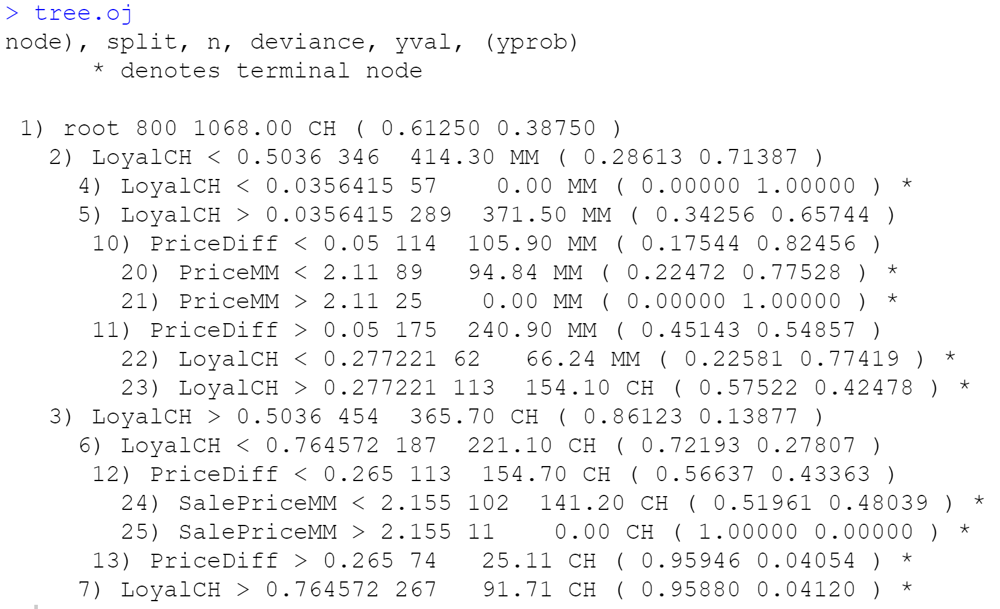 > tree.oj
node), split, n, deviance, yval, (yprob)
      * denotes terminal node

 1) root 800 1068.00 CH ( 0.61250 0.38750 )
   2) LoyalCH < 0.5036 346  414.30 MM ( 0.28613 0.71387 )
     4) LoyalCH < 0.0356415 57    0.00 MM ( 0.00000 1.00000 ) *
     5) LoyalCH > 0.0356415 289  371.50 MM ( 0.34256 0.65744 )
      10) PriceDiff < 0.05 114  105.90 MM ( 0.17544 0.82456 )
        20) PriceMM < 2.11 89   94.84 MM ( 0.22472 0.77528 ) *
        21) PriceMM > 2.11 25    0.00 MM ( 0.00000 1.00000 ) *
      11) PriceDiff > 0.05 175  240.90 MM ( 0.45143 0.54857 )
        22) LoyalCH < 0.277221 62   66.24 MM ( 0.22581 0.77419 ) *
        23) LoyalCH > 0.277221 113  154.10 CH ( 0.57522 0.42478 ) *
   3) LoyalCH > 0.5036 454  365.70 CH ( 0.86123 0.13877 )
     6) LoyalCH < 0.764572 187  221.10 CH ( 0.72193 0.27807 )
      12) PriceDiff < 0.265 113  154.70 CH ( 0.56637 0.43363 )
        24) SalePriceMM < 2.155 102  141.20 CH ( 0.51961 0.48039 ) *
        25) SalePriceMM > 2.155 11    0.00 CH ( 1.00000 0.00000 ) *
      13) PriceDiff > 0.265 74   25.11 CH ( 0.95946 0.04054 ) *
     7) LoyalCH > 0.764572 267   91.71 CH ( 0.95880 0.04120 ) *